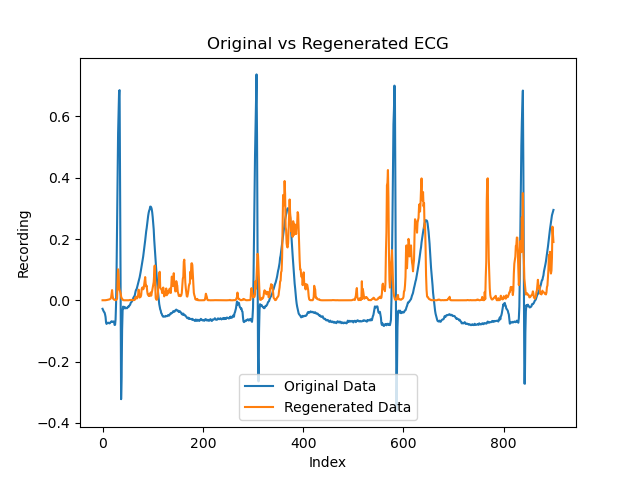 Original vs Regenerated ECG
Recording
0.6
0.4
0.2
0.0
−0.2
−0.4
Original Data
Regenerated Data
0 200 400 600 800
Index